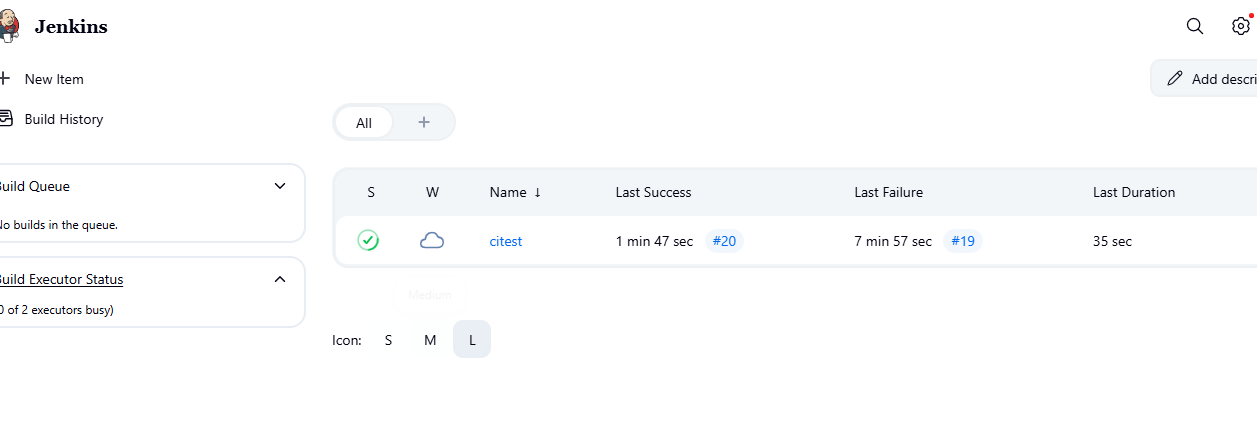 Jenkins
New Item
Add descri
Build History
All
Build Queue
No builds in the queue.
S W Name ↓ Last Success Last Failure Last Duration
citest 1 min 47 sec #20 7 min 57 sec #19 35 sec
Build Executor Status
0 of 2 executors busy)
Medium
Icon: S M L